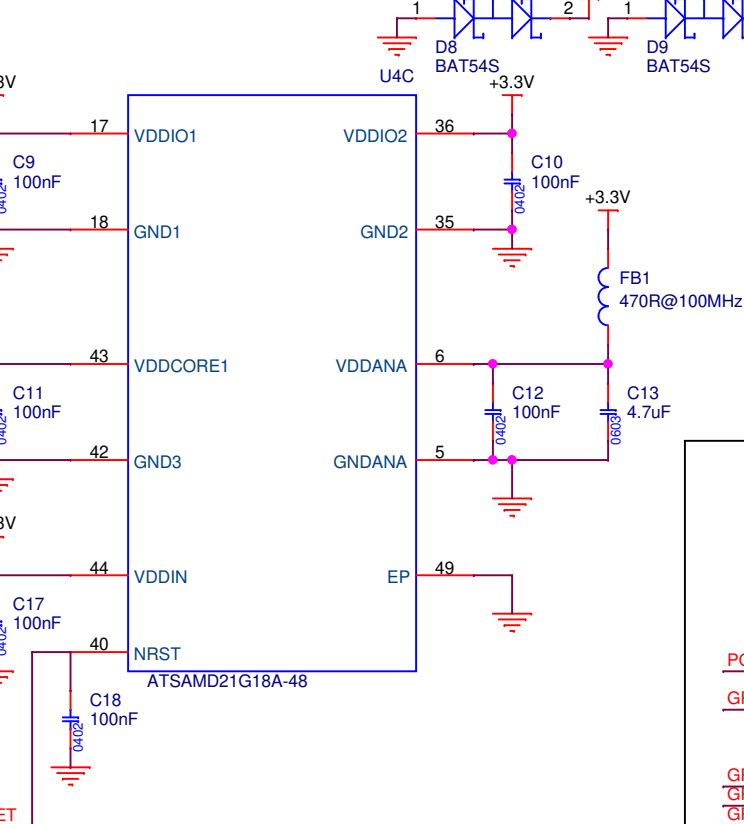 1
2
1
D8
BAT54S
D9
BAT54S
U4C
+3.3V
17
VDDIO1
VDDIO2
36
C9
100nF
0402
C10
100nF
0402
18
GND1
GND2
35
+3.3V
FB1
470R@100MHz
43
VDDCORE1
VDDANA
6
C11
100nF
0402
C12
100nF
0402
C13
4.7uF
0603
42
GND3
GNDANA
5
44
VDDIN
EP
49
C17
100nF
0402
40
NRST
ATSAMD21G18A-48
C18
100nF
0402